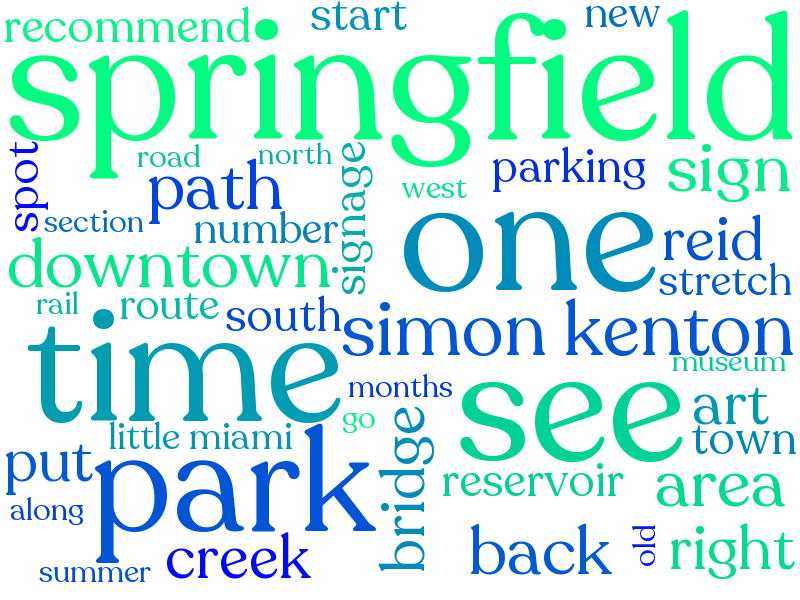 recommend
start
new
springfield
spot
road
north
signage
parking
sign
path
west
section
number
one
reid
downtown
stretch
rail
route
south
simon kenton
time
museum
months
see
art
go
little miami
bridge
town
put
park
reservoir
area
along
creek
back
old
right
summer